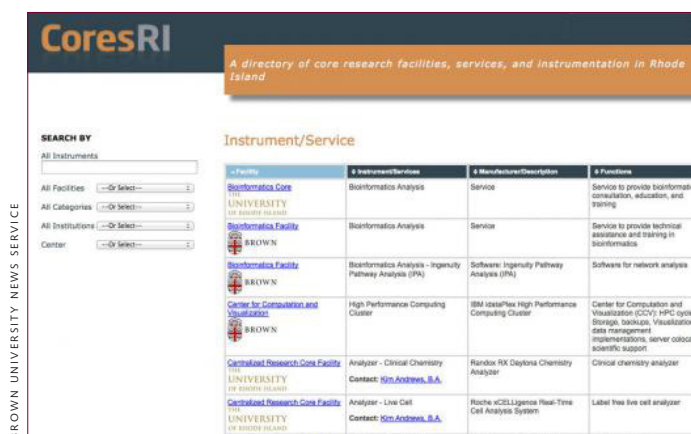 CoresRI
A directory of core research facilities, services, and instrumentation in Rhode
Island
SEARCH BY
All Instruments
All Facilities ---Or Select---
All Categories ---Or Select---
All Institutions ---Or Select---
Center ---Or Select---
Instrument/Service
Facility
Instrument/Services
Manufacturer/Description
Functions
Bioinformatics Core
THE
UNIVERSITY
OF RHODE ISLAND
Bioinformatics Analysis
Service
Service to provide bioinformatic
consultation, education, and
training
Bioinformatics Facility
BROWN
Bioinformatics Analysis
Service
Service to provide technical
assistance and training in
bioinformatics
Bioinformatics Facility
BROWN
Bioinformatics Analysis - Ingenuity
Pathway Analysis (IPA)
Software: Ingenuity Pathway
Analysis (IPA)
Software for network analysis
Center for Computation and
Visualization
BROWN
High Performance Computing
Cluster
IBM idataPlex High Performance
Computing Cluster
Center for Computation and
Visualization (CCV): HPC cycle
Storage, backups, Visualization
data management
implementations, server coloca
scientific support
Centralized Research Core Facility
THE
UNIVERSITY
OF RHODE ISLAND
Analyzer - Clinical Chemistry
Contact: Kim Andrews, B.A.
Randox RX Daytona Chemistry
Analyzer
Clinical chemistry analyzer
Centralized Research Core Facility
THE
UNIVERSITY
OF RHODE ISLAND
Analyzer - Live Cell
Contact: Kim Andrews, B.A.
Roche xCELLigence Real-Time
Cell Analysis System
Label free live cell analyzer
BROWN UNIVERSITY NEWS SERVICE